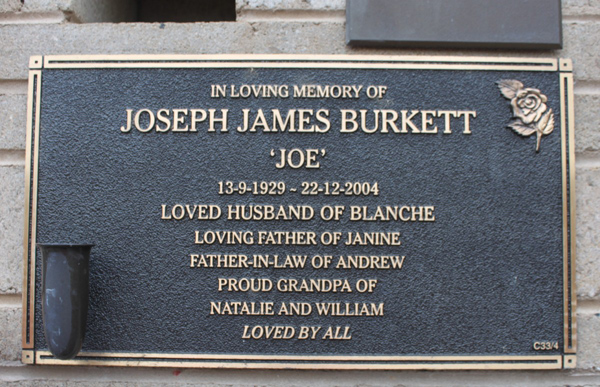 IN LOVING MEMORY OF
JOSEPH JAMES BURKETT
'JOE'
13-9-1929 ~ 22-12-2004
LOVED HUSBAND OF BLANCHE
LOVING FATHER OF JANINE
FATHER-IN-LAW OF ANDREW
PROUD GRANDPA OF
NATALIE AND WILLIAM
LOVED BY ALL
C33/4